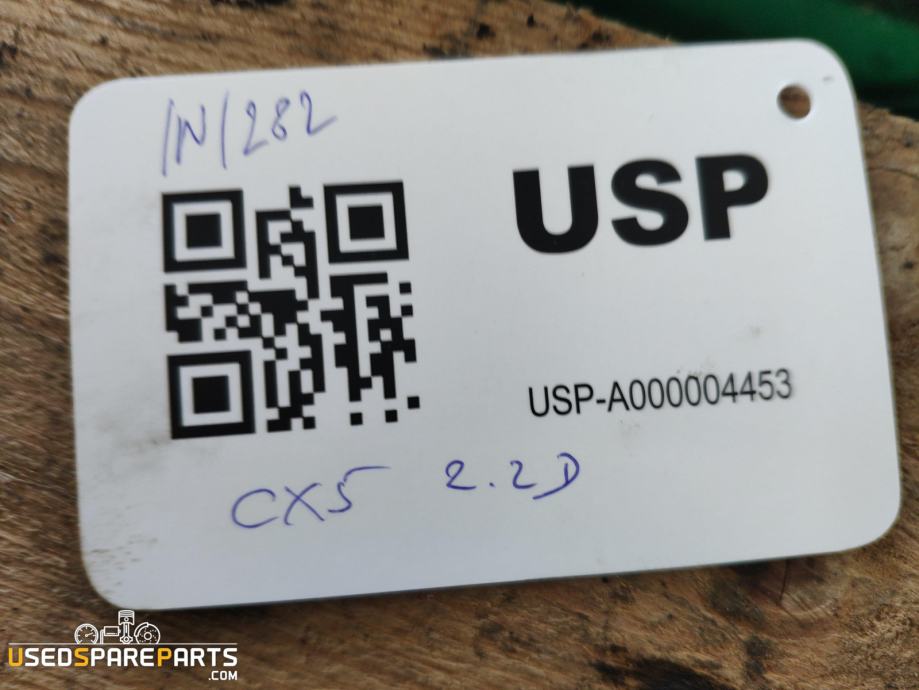 IN/282
USP
USP-A000004453
CX5 2.2D
USEDSPAREPARTS
.COM